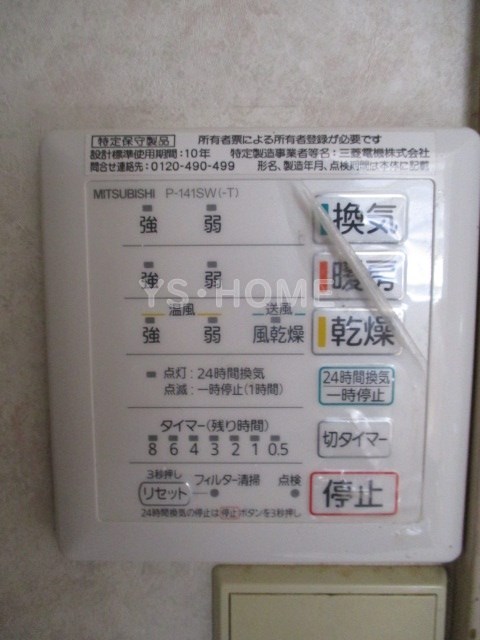 特定保守製品 所有者票による所有者登録が必要です
設計標準使用期間:10年 特定製造事業者等名:三菱電機株式会社
問合せ連絡先:0120-490-499 形名、製造年月、点検期間は本体に記載
MITSUBISHI P-141SW(-T)
強 弱 換気
強 弱 暖房
YS・HOME
温風 送風
強 弱 風乾燥 乾燥
点灯:24時間換気
点滅:一時停止(1時間)
24時間換気
一時停止
タイマー(残り時間)
8 6 4 3 2 1 0.5
切タイマー
3秒押し
リセット フィルター清掃 点検
停止
24時間換気の停止は停止ボタンを3秒押し